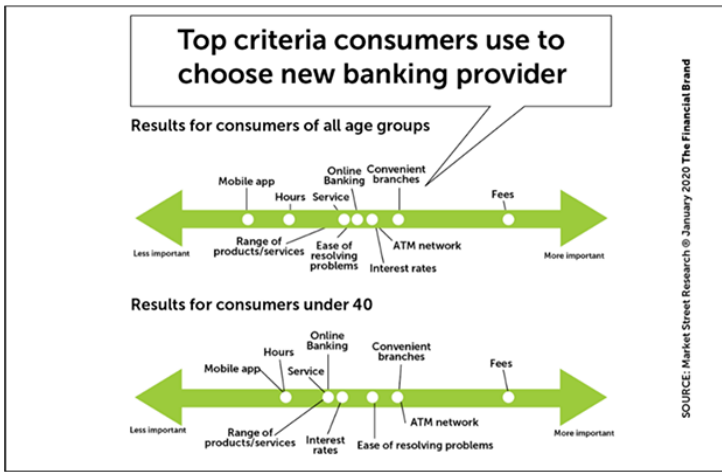 Top criteria consumers use to
choose new banking provider
Results for consumers of all age groups
Mobile app
Hours
Service
Online
Banking
Convenient
branches
Fees
Less important
Range of
products/services
Ease of
resolving
problems
ATM network
Interest rates
More important
Results for consumers under 40
Mobile app
Hours
Service
Online
Banking
Convenient
branches
Fees
Less important
Range of
products/services
Interest
rates
ATM network
Ease of resolving problems
More important
SOURCE: Market Street Research © January 2020 The Financial Brand